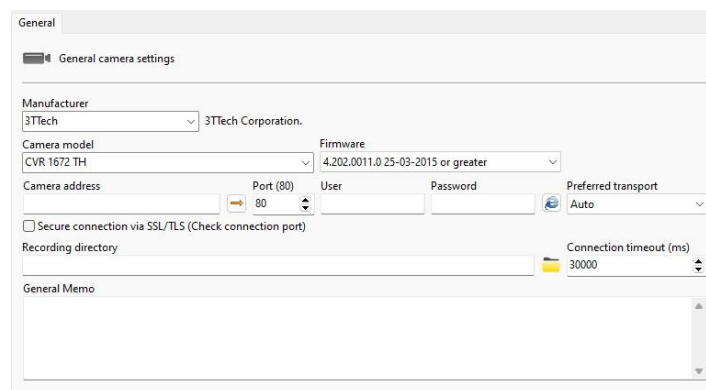 General
General camera settings
Manufacturer
3TTech 3TTech Corporation.
Camera model Firmware
CVR 1672 TH 4.202.0011.0 25-03-2015 or greater
Camera address Port (80) User Password Preferred transport
80 Auto
Secure connection via SSL/TLS (Check connection port)
Recording directory Connection timeout (ms)
30000
General Memo